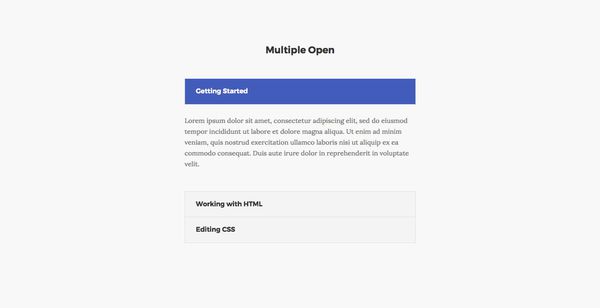 Multiple Open
Getting Started
Lorem ipsum dolor sit amet, consectetur adipiscing elit, sed do eiusmod
tempor incididunt ut labore et dolore magna aliqua. Ut enim ad minim
veniam, quis nostrud exercitation ullamco laboris nisi ut aliquip ex ea
commodo consequat. Duis aute irure dolor in reprehenderit in voluptate
velit.
Working with HTML
Editing CSS